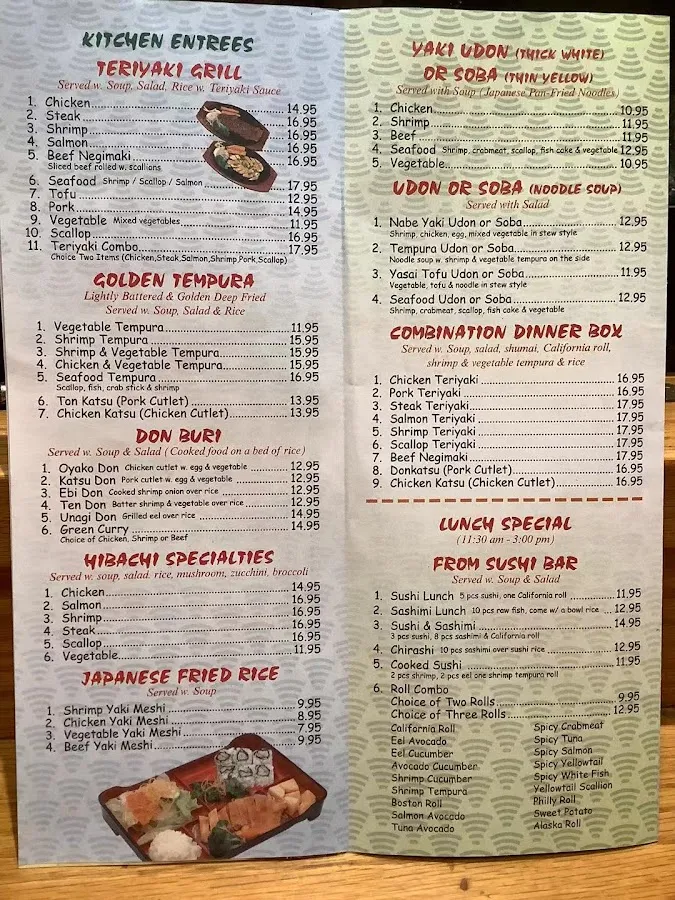 KITCHEN ENTREES
TERIYAKI GRILL
Served w. Soup, Salad, Rice w. Teriyaki Sauce
1. Chicken 14.95
2. Steak 16.95
3. Shrimp 16.95
4. Salmon 16.95
5. Beef Negimaki 16.95
Sliced beef rolled w. scallions
6. Seafood Shrimp / Scallop / Salmon 17.95
7. Tofu 12.95
8. Pork 14.95
9. Vegetable Mixed vegetables 11.95
10. Scallop 16.95
11. Teriyaki Combo 17.95
Choice Two Items (Chicken,Steak,Salmon,Shrimp,Pork,Scallop)
GOLDEN TEMPURA
Lightly Battered & Golden Deep Fried
Served w. Soup, Salad & Rice
1. Vegetable Tempura 11.95
2. Shrimp Tempura 15.95
3. Shrimp & Vegetable Tempura 15.95
4. Chicken & Vegetable Tempura 15.95
5. Seafood Tempura 16.95
Scallop, fish, crab stick & shrimp
6. Ton Katsu (Pork Cutlet) 13.95
7. Chicken Katsu (Chicken Cutlet) 13.95
DON BURI
Served w. Soup & Salad (Cooked food on a bed of rice)
1. Oyako Don Chicken cutlet w. egg & vegetable 12.95
2. Katsu Don Pork cutlet w. egg & vegetable 12.95
3. Ebi Don Cooked shrimp onion over rice 12.95
4. Ten Don Batter shrimp & vegetable over rice 12.95
5. Unagi Don Grilled eel over rice 14.95
6. Green Curry 14.95
Choice of Chicken, Shrimp or Beef
HIBACHI SPECIALTIES
Served w. soup, salad. rice, mushroom, zucchini, broccoli
1. Chicken 14.95
2. Salmon 16.95
3. Shrimp 16.95
4. Steak 16.95
5. Scallop 16.95
6. Vegetable 11.95
JAPANESE FRIED RICE
Served w. Soup
1. Shrimp Yaki Meshi 9.95
2. Chicken Yaki Meshi 8.95
3. Vegetable Yaki Meshi 7.95
4. Beef Yaki Meshi 9.95
YAKI UDON (THICK WHITE)
OR SOBA (THIN YELLOW)
Served with Soup (Japanese Pan-Fried Noodles)
1. Chicken 10.95
2. Shrimp 11.95
3. Beef 11.95
4. Seafood Shrimp, crabmeat, scallop, fish cake & vegetable 12.95
5. Vegetable 10.95
UDON OR SOBA (NOODLE SOUP)
Served with Salad
1. Nabe Yaki Udon or Soba 12.95
Shrimp, chicken, egg, mixed vegetable in stew style
2. Tempura Udon or Soba 12.95
Noodle soup w. shrimp & vegetable tempura on the side
3. Yasai Tofu Udon or Soba 11.95
Vegetable, tofu & noodle in stew style
4. Seafood Udon or Soba 12.95
Shrimp, crabmeat, scallop, fish cake & vegetable
COMBINATION DINNER BOX
Served w. Soup, salad, shumai, California roll,
shrimp & vegetable tempura & rice
1. Chicken Teriyaki 16.95
2. Pork Teriyaki 16.95
3. Steak Teriyaki 17.95
4. Salmon Teriyaki 17.95
5. Shrimp Teriyaki 17.95
6. Scallop Teriyaki 17.95
7. Beef Negimaki 17.95
8. Donkatsu (Pork Cutlet) 16.95
9. Chicken Katsu (Chicken Cutlet) 16.95
LUNCH SPECIAL
(11:30 am - 3:00 pm)
FROM SUSHI BAR
Served w. Soup & Salad
1. Sushi Lunch 5 pcs sushi, one California roll 11.95
2. Sashimi Lunch 10 pcs raw fish, come w/ a bowl rice 12.95
3. Sushi & Sashimi 14.95
3 pcs sushi, 8 pcs sashimi & California roll
4. Chirashi 10 pcs sashimi over sushi rice 12.95
5. Cooked Sushi 11.95
2 pcs shrimp, 2 pcs eel one shrimp tempura roll
6. Roll Combo
Choice of Two Rolls 9.95
Choice of Three Rolls 12.95
California Roll Spicy Crabmeat
Eel Avocado Spicy Tuna
Eel Cucumber Spicy Salmon
Avocado Cucumber Spicy Yellowtail
Shrimp Cucumber Spicy White Fish
Shrimp Tempura Yellowtail Scallion
Boston Roll Philly Roll
Salmon Avocado Sweet Potato
Tuna Avocado Alaska Roll